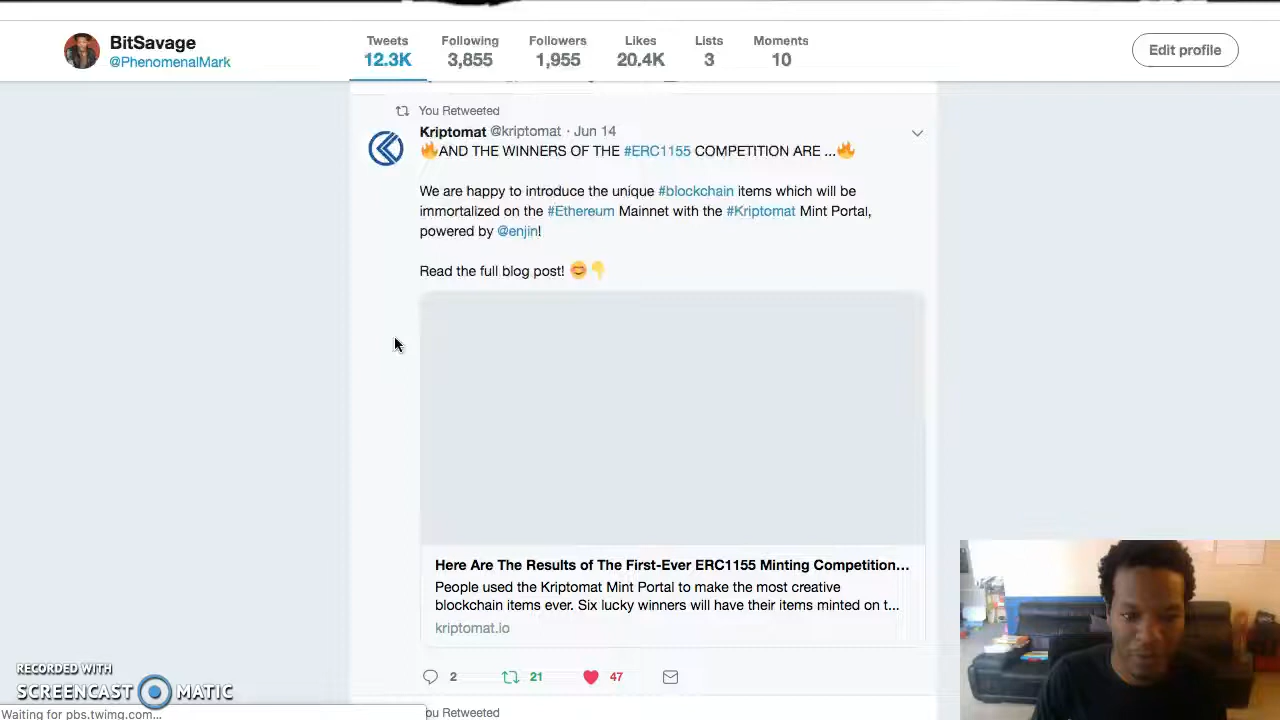 BitSavage
@PhenomenalMark
Tweets
12.3K
Following
3,855
Followers
1,955
Likes
20.4K
Lists
3
Moments
10
Edit profile
You Retweeted
Kriptomat @kriptomat · Jun 14
🔥AND THE WINNERS OF THE #ERC1155 COMPETITION ARE ...🔥
We are happy to introduce the unique #blockchain items which will be
immortalized on the #Ethereum Mainnet with the #Kriptomat Mint Portal,
powered by @enjin!
Read the full blog post! 😊👇
Here Are The Results of The First-Ever ERC1155 Minting Competition...
People used the Kriptomat Mint Portal to make the most creative
blockchain items ever. Six lucky winners will have their items minted on t...
kriptomat.io
2 21 47
RECORDED WITH
SCREENCAST MATIC
Waiting for pbs.twimg.com...
ou Retweeted